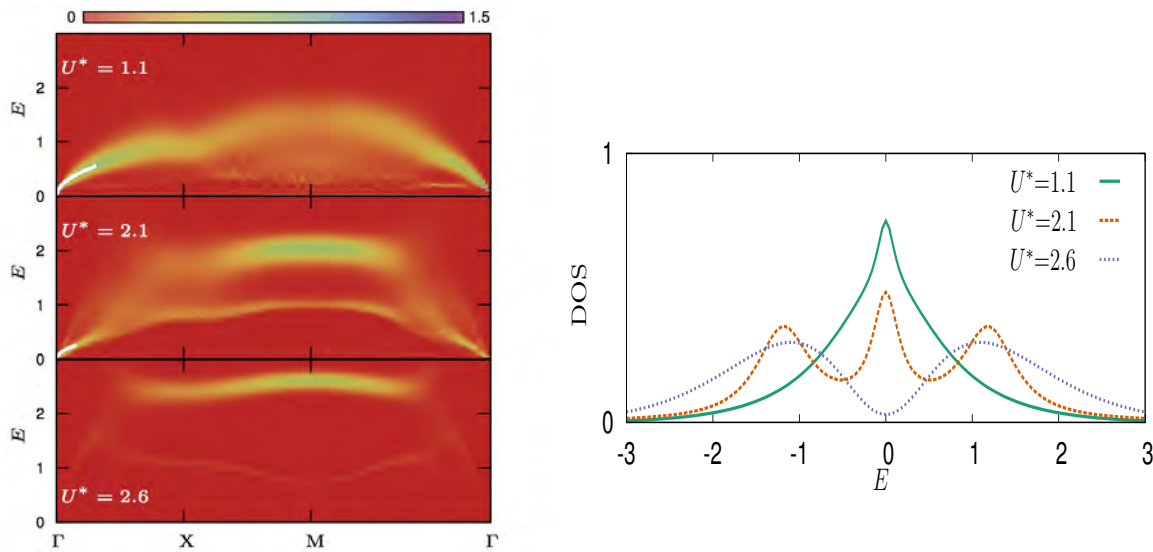 0 1.5
U* = 1.1
2
1
0
E
U* = 2.1
2
1
0
E
2
1
0
E
U* = 2.6
Γ X M Γ
1
0
DOS
U*=1.1
U*=2.1
U*=2.6
-3 -2 -1 0 1 2 3
E